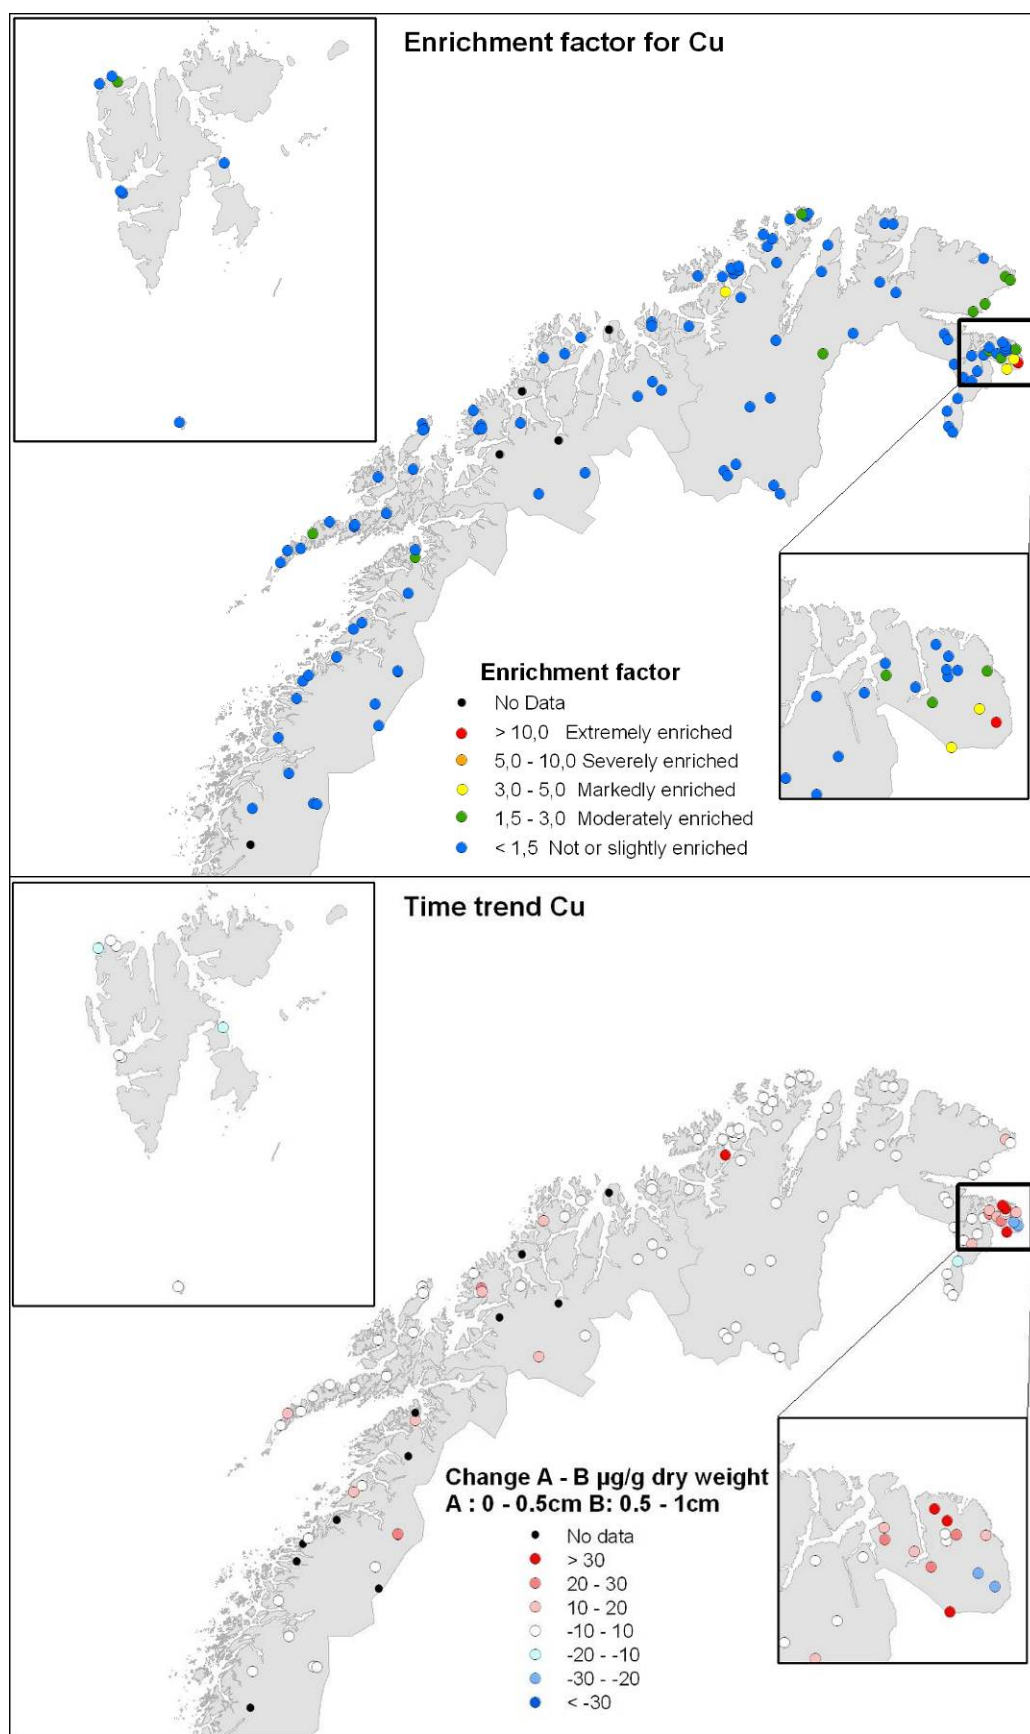 Enrichment factor for Cu
Enrichment factor
No Data
> 10,0 Extremely enriched
5,0 - 10,0 Severely enriched
3,0 - 5,0 Markedly enriched
1,5 - 3,0 Moderately enriched
< 1,5 Not or slightly enriched
Time trend Cu
Change A - B µg/g dry weight
A : 0 - 0.5cm B: 0.5 - 1cm
No data
> 30
20 - 30
10 - 20
-10 - 10
-20 - -10
-30 - -20
< -30